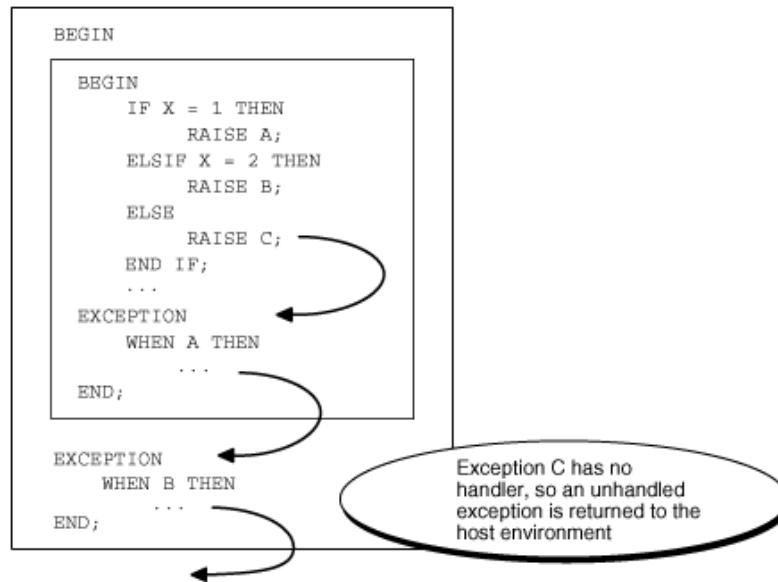 BEGIN
BEGIN
IF X = 1 THEN
RAISE A;
ELSIF X = 2 THEN
RAISE B;
ELSE
RAISE C;
END IF;
...
EXCEPTION
WHEN A THEN
...
END;
EXCEPTION
WHEN B THEN
...
END;
Exception C has no
handler, so an unhandled
exception is returned to the
host environment